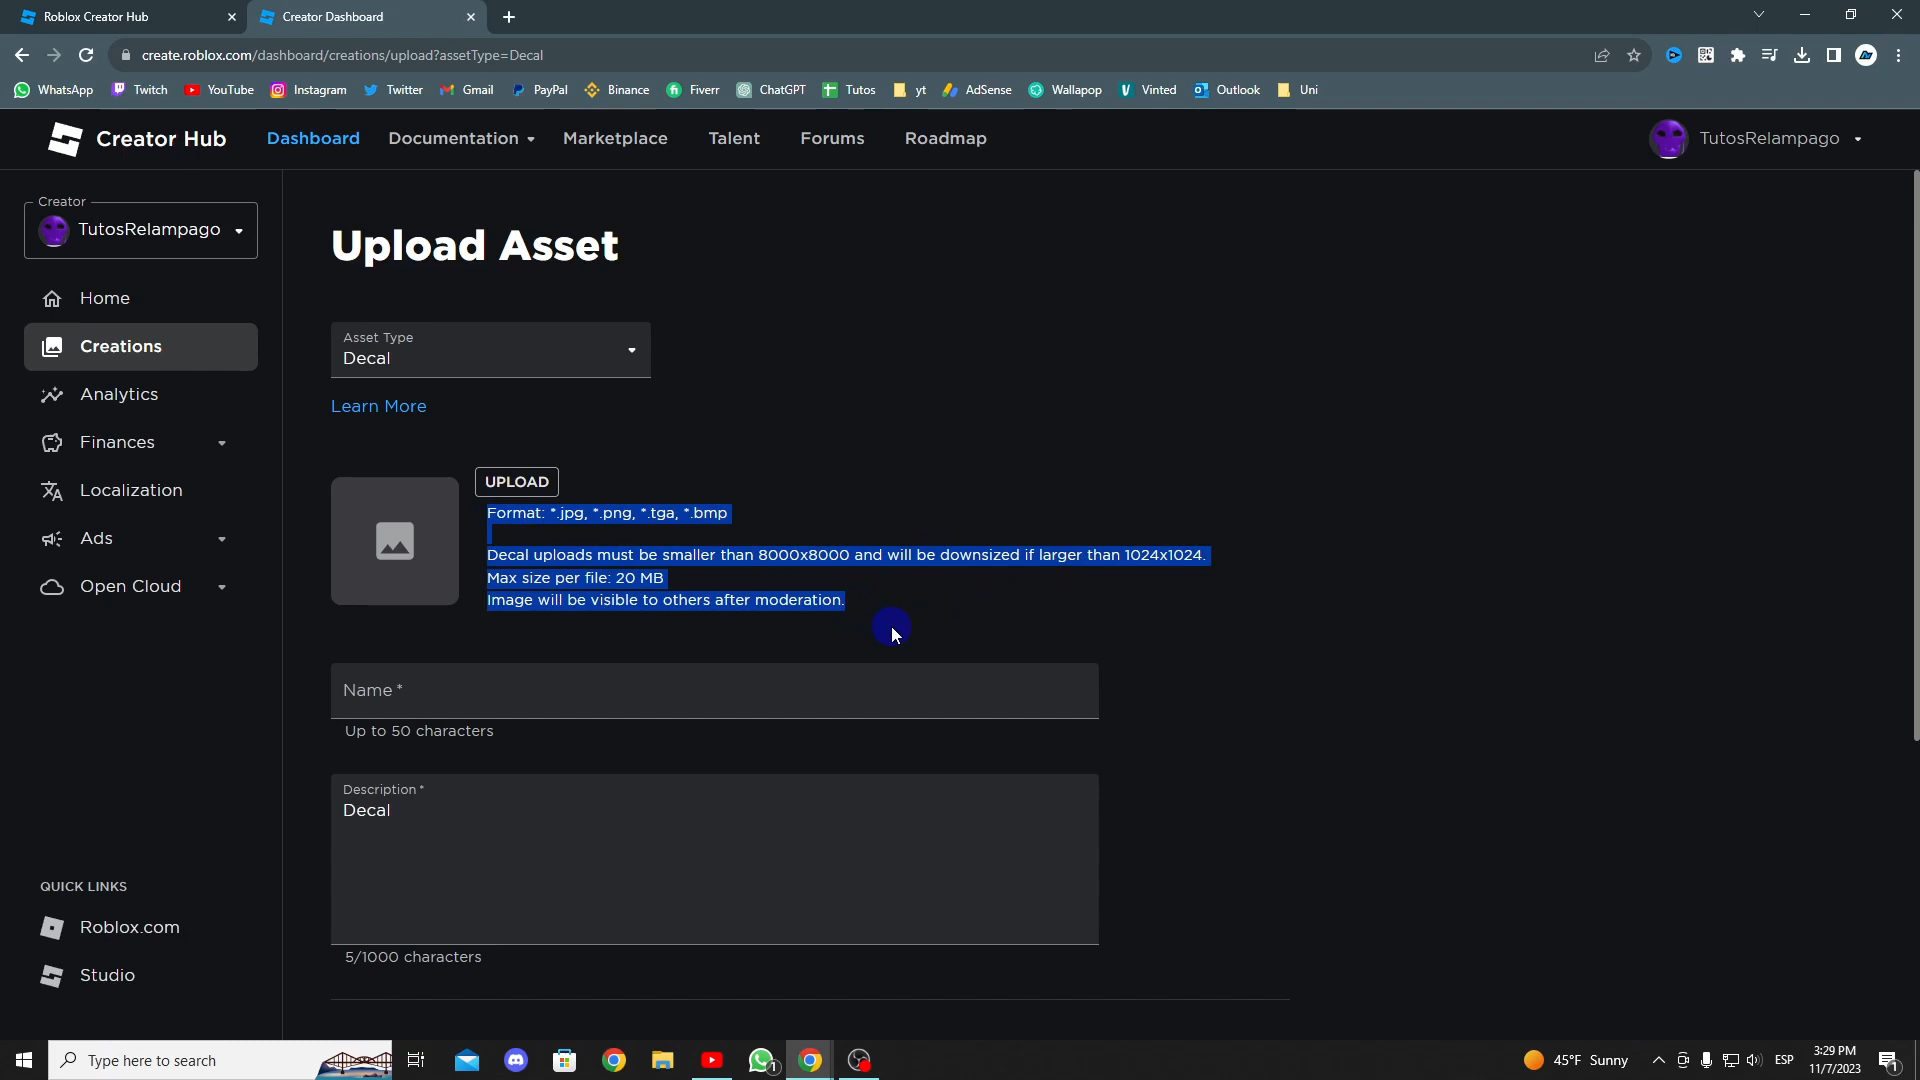 Roblox Creator Hub
Creator Dashboard
create.roblox.com/dashboard/creations/upload?assetType=Decal
WhatsApp Twitch YouTube Instagram Twitter Gmail PayPal Binance Fiverr ChatGPT Tutos yt AdSense Wallapop Vinted Outlook Uni
Creator Hub Dashboard Documentation Marketplace Talent Forums Roadmap TutosRelampago
Creator
TutosRelampago
Home
Creations
Analytics
Finances
Localization
Ads
Open Cloud
QUICK LINKS
Roblox.com
Studio
Upload Asset
Asset Type
Decal
Learn More
UPLOAD
Format: *.jpg, *.png, *.tga, *.bmp
Decal uploads must be smaller than 8000x8000 and will be downsized if larger than 1024x1024.
Max size per file: 20 MB
Image will be visible to others after moderation.
Name *
Up to 50 characters
Description *
Decal
5/1000 characters
Type here to search
1
45°F Sunny
ESP
3:29 PM
11/7/2023
1